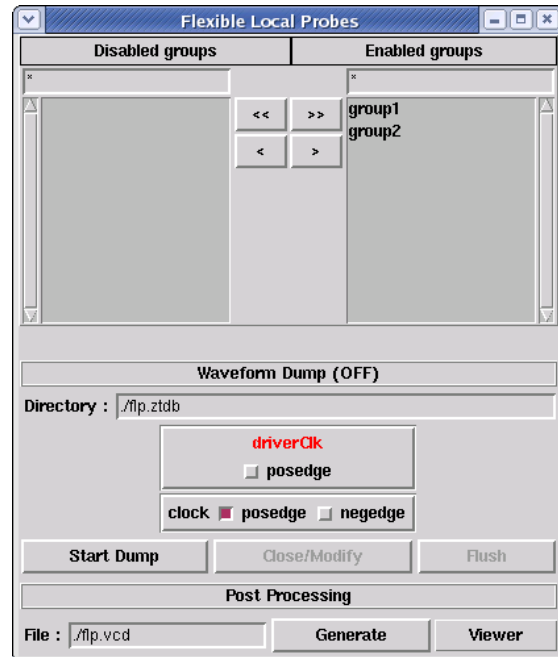 Flexible Local Probes
Disabled groups Enabled groups
* *
<< >> group1
group2
< >
Waveform Dump (OFF)
Directory : ./flp.ztdb
driverClk
posedge
clock posedge negedge
Start Dump Close/Modify Flush
Post Processing
File : ./flp.vcd Generate Viewer